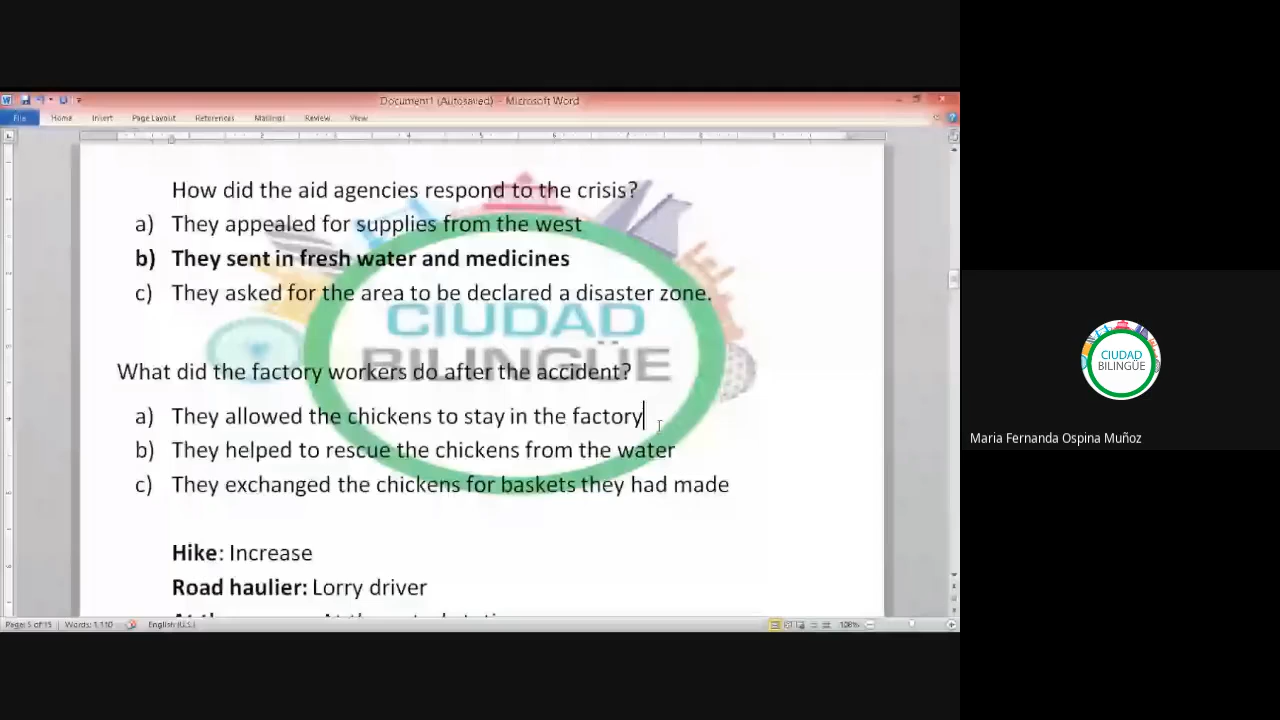 Document1 (Autosaved) - Microsoft Word
File Home Insert Page Layout References Mailings Review View
How did the aid agencies respond to the crisis?
a) They appealed for supplies from the west
b) They sent in fresh water and medicines
c) They asked for the area to be declared a disaster zone.
CIUDAD
BILINGÜE
What did the factory workers do after the accident?
a) They allowed the chickens to stay in the factory
b) They helped to rescue the chickens from the water
c) They exchanged the chickens for baskets they had made
Hike: Increase
Road haulier: Lorry driver
Page: 5 of 15 Words: 1,110 English (U.S.) 108%
CIUDAD
BILINGÜE
Maria Fernanda Ospina Muñoz